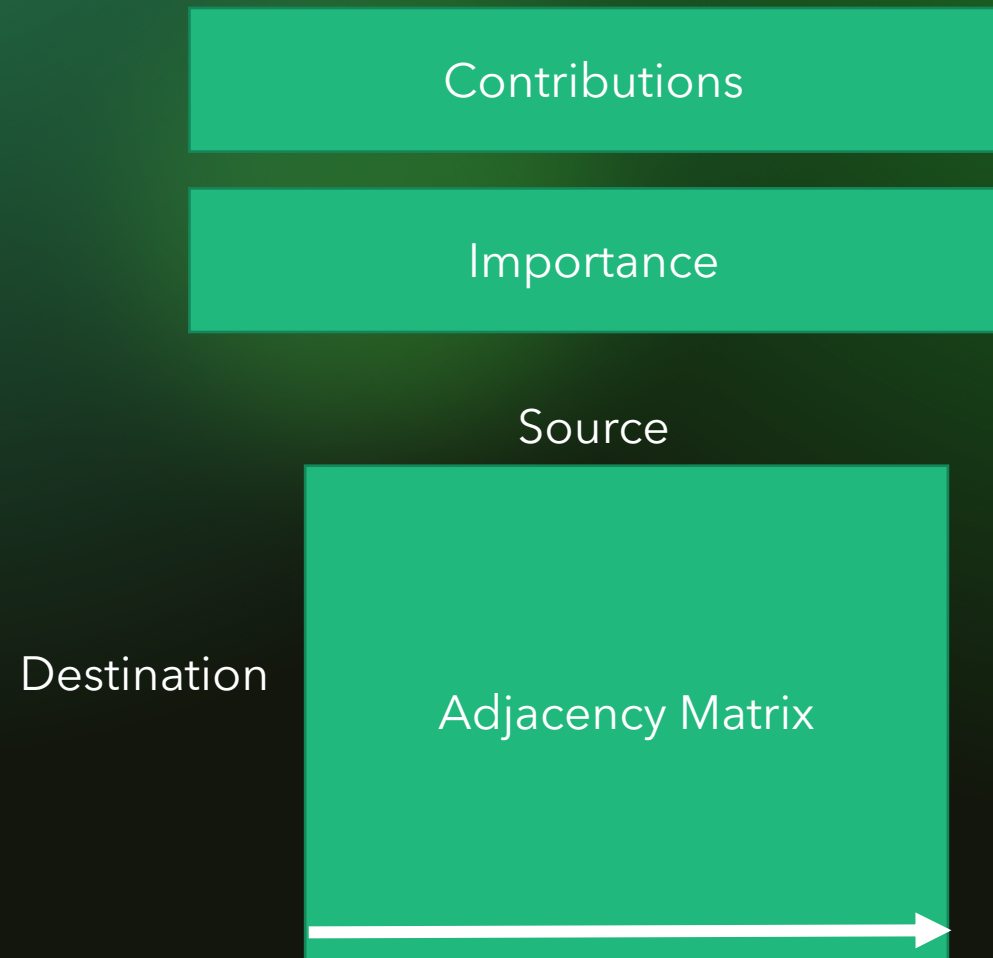 Contributions
Importance
Source
Destination
Adjacency Matrix